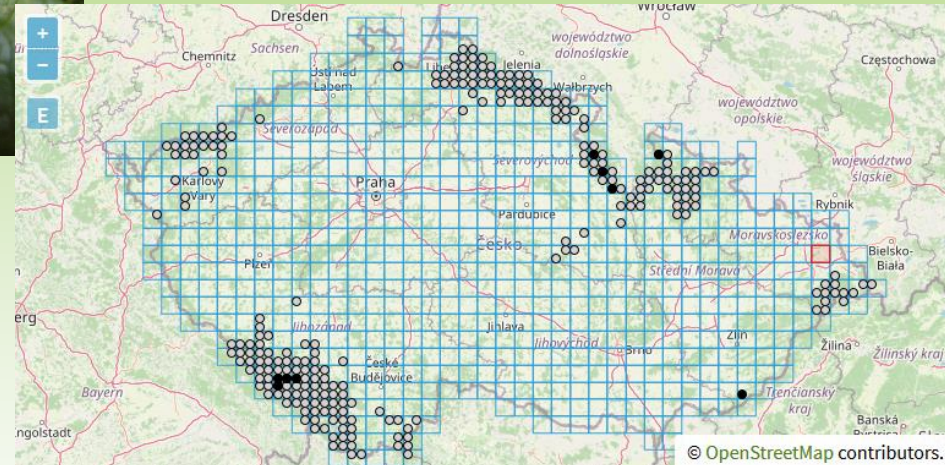 Dresden
Wrocław
+
−
E
Chemnitz
Sachsen
Jelenia
województwo
dolnośląskie
Częstochowa
Ústí nad
Labem
Wałbrzych
województwo
opolskie
Severozápad
Severovýchod
województwo
śląskie
Karlovy
Vary
Praha
Pardubice
Rybnik
Česko
Moravskoslezsko
Bielsko-
Biała
Plzeň
Střední Morava
Jihozápad
Jihlava
Jihovýchod
Brno
Zlín
Žilina
Žilinský kraj
České
Budějovice
Bayern
Trenčiansky
kraj
Banská
Bystrica
© OpenStreetMap contributors.